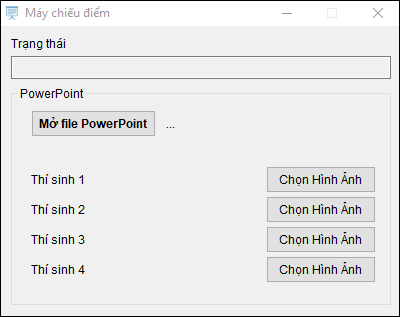 Máy chiếu điểm
Trạng thái
PowerPoint
Mở file PowerPoint ...
Thí sinh 1 Chọn Hình Ảnh
Thí sinh 2 Chọn Hình Ảnh
Thí sinh 3 Chọn Hình Ảnh
Thí sinh 4 Chọn Hình Ảnh